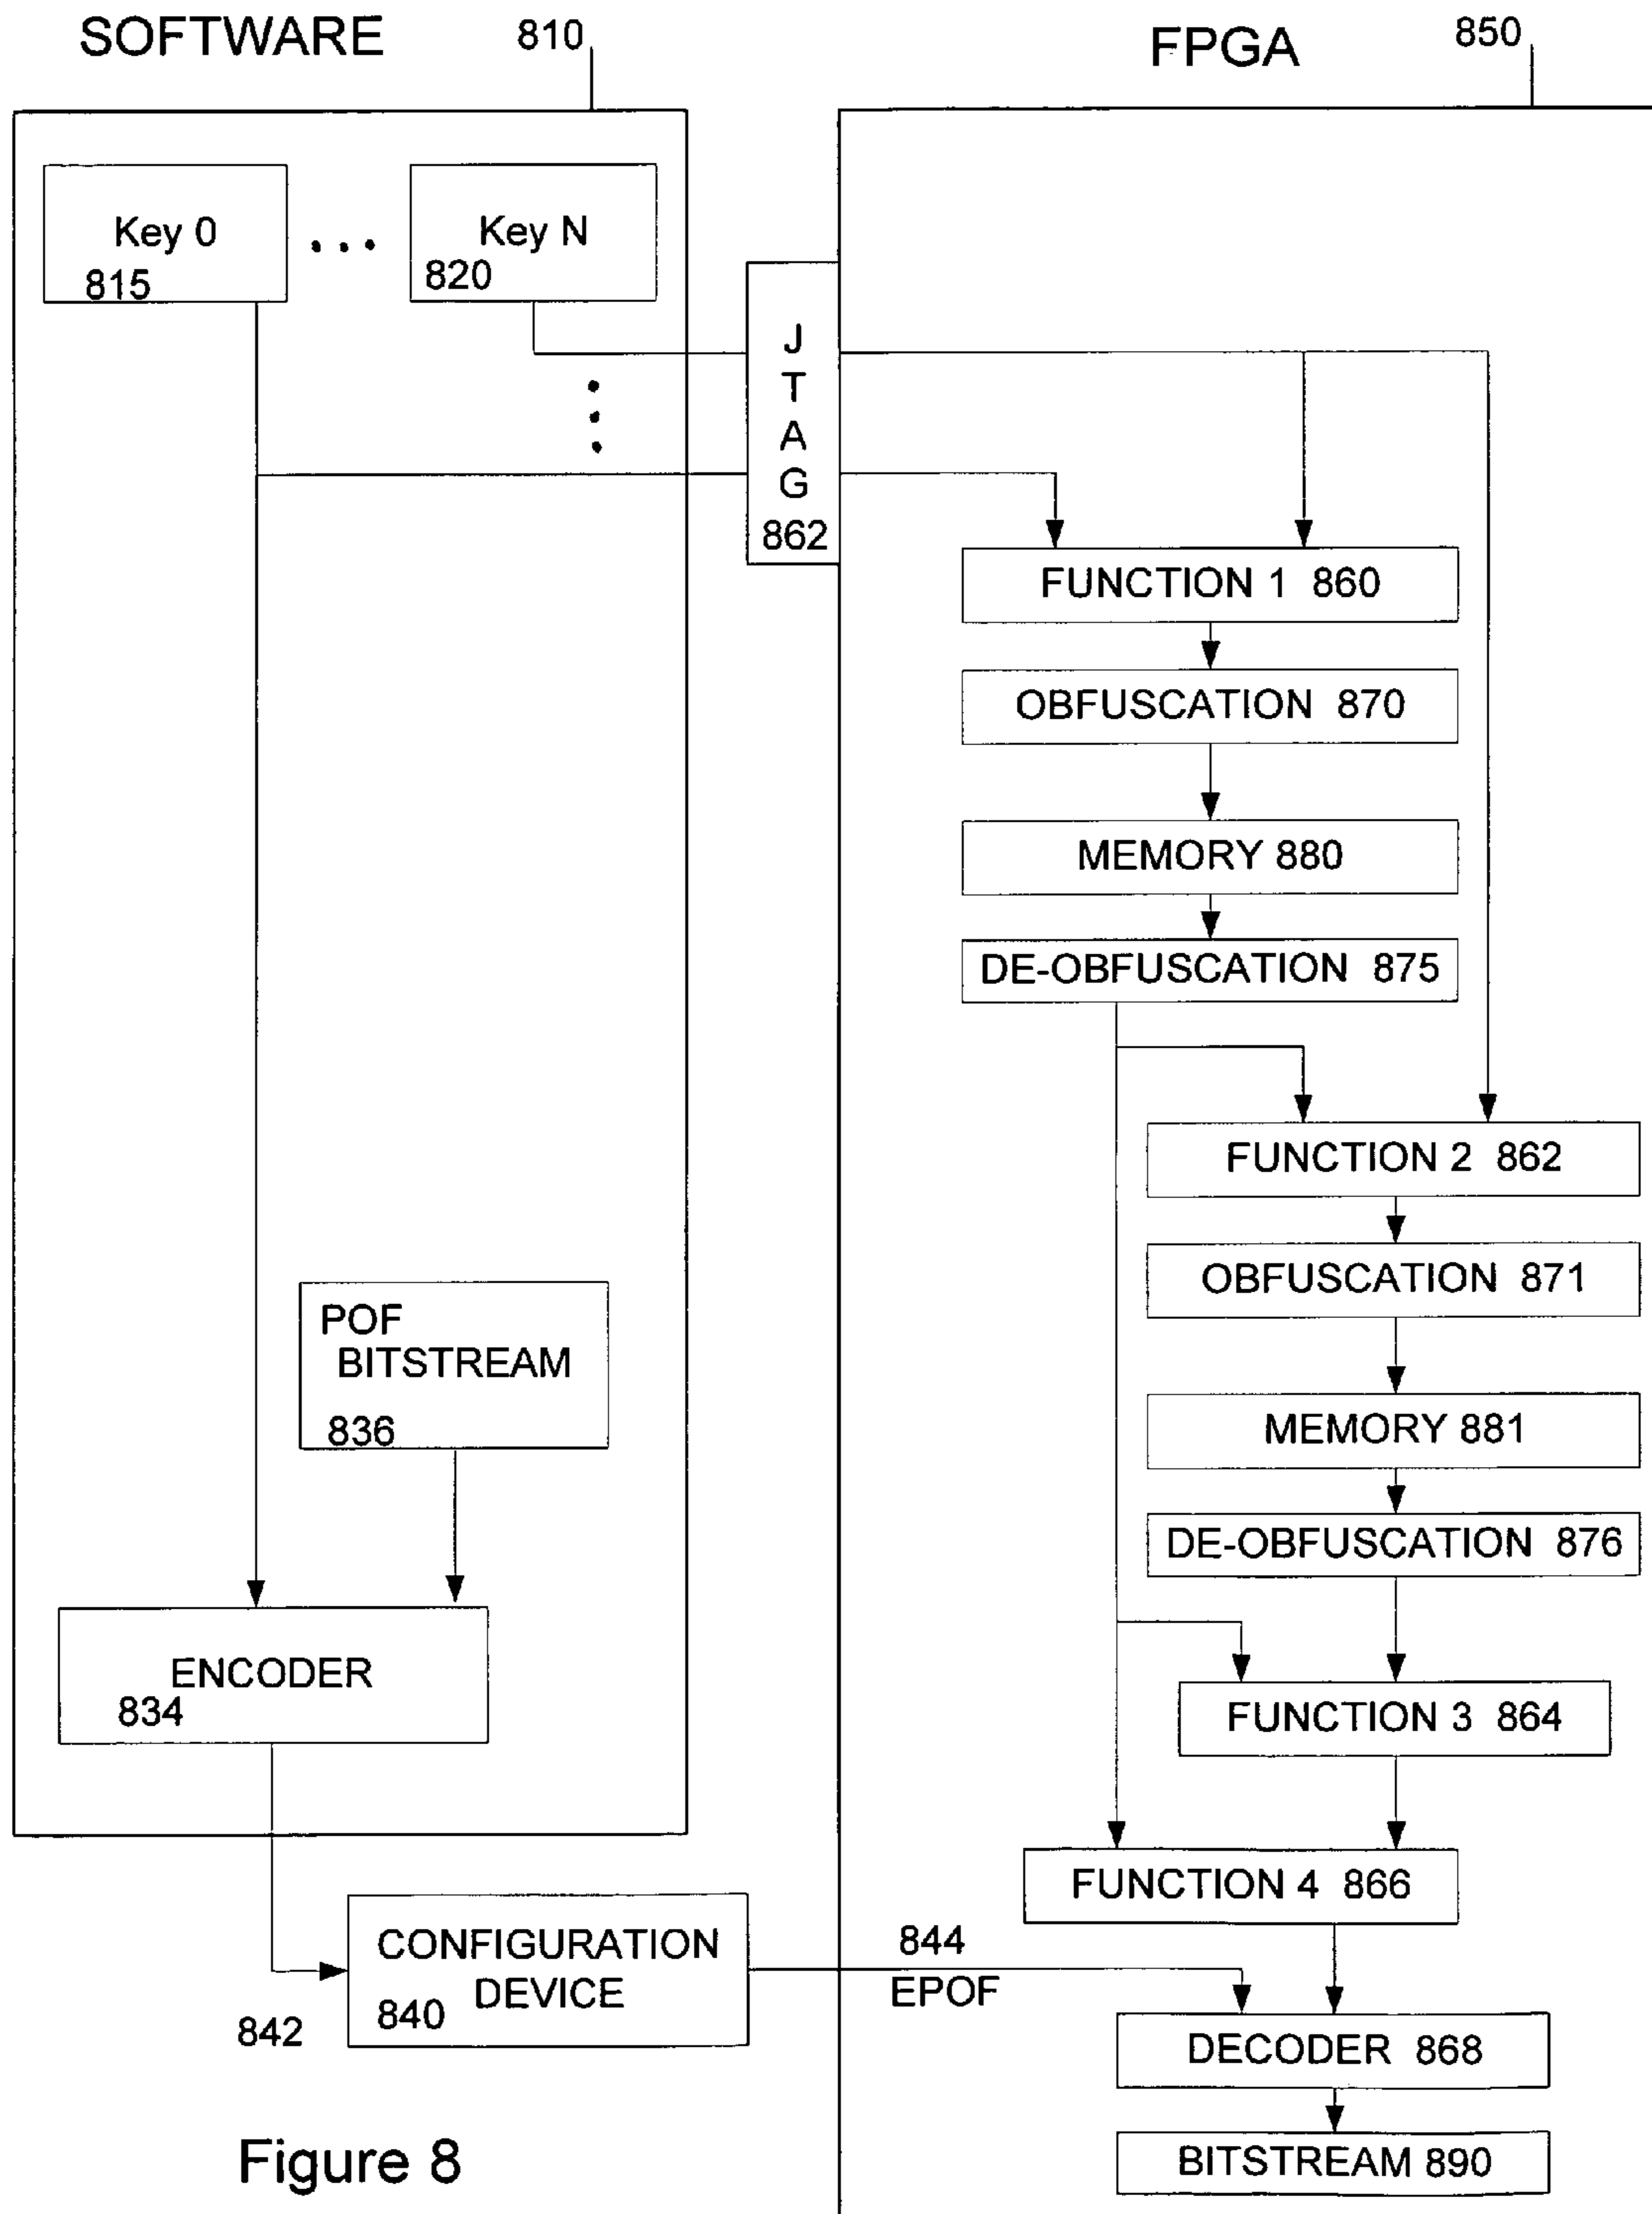 SOFTWARE
810
FPGA
850
Key 0
815
Key N
820
J
T
A
G
862
FUNCTION 1 860
OBFUSCATION 870
MEMORY 880
DE-OBFUSCATION 875
FUNCTION 2 862
OBFUSCATION 871
POF
BITSTREAM
836
MEMORY 881
DE-OBFUSCATION 876
ENCODER
834
FUNCTION 3 864
FUNCTION 4 866
CONFIGURATION
DEVICE
840
842
844
EPOF
DECODER 868
BITSTREAM 890
Figure 8